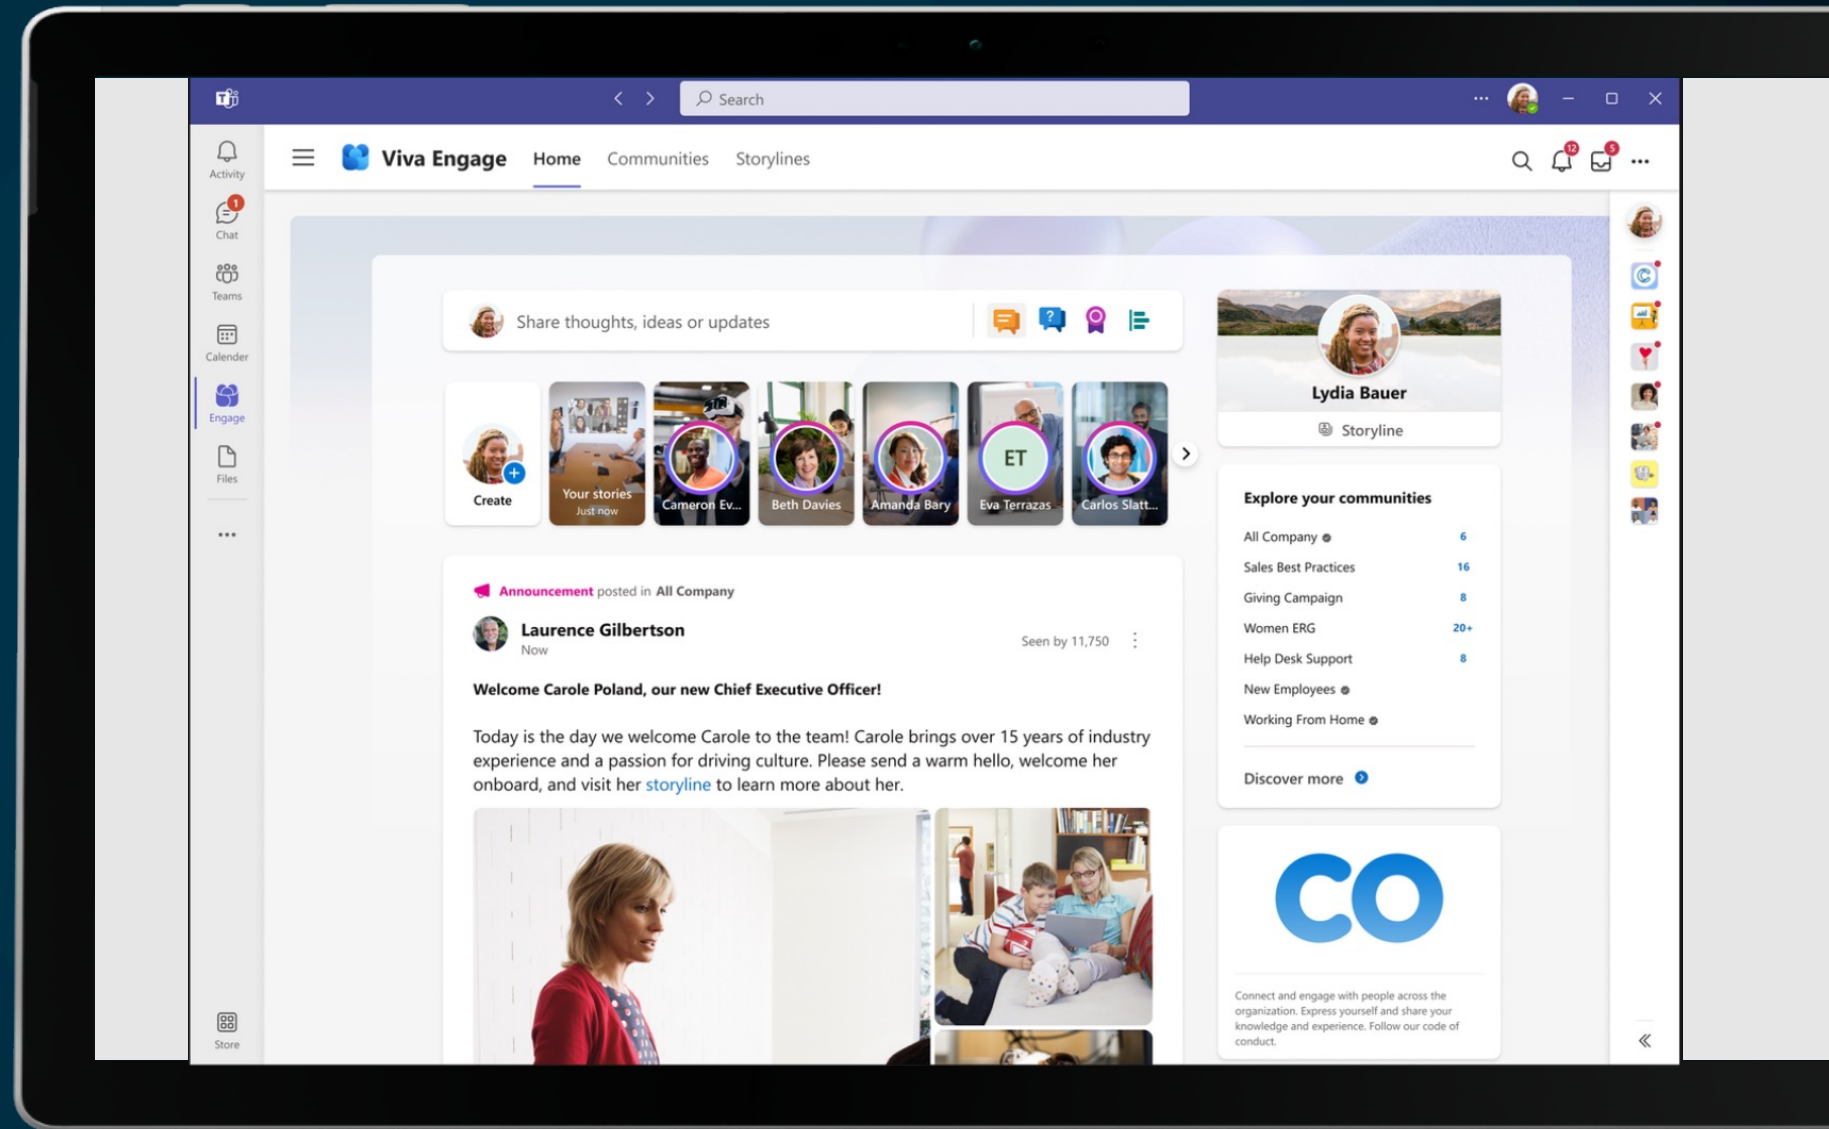 Search
Activity
1
Chat
Teams
Calender
Engage
Files
Store
Viva Engage Home Communities Storylines
12
5
Share thoughts, ideas or updates
?
Create
Your stories
Just now
Cameron Ev...
Beth Davies
Amanda Bary
ET
Eva Terrazas
Carlos Slatt...
Announcement posted in All Company
Laurence Gilbertson
Now
Seen by 11,750
Welcome Carole Poland, our new Chief Executive Officer!
Today is the day we welcome Carole to the team! Carole brings over 15 years of industry
experience and a passion for driving culture. Please send a warm hello, welcome her
onboard, and visit her storyline to learn more about her.
Lydia Bauer
Storyline
Explore your communities
All Company 6
Sales Best Practices 16
Giving Campaign 8
Women ERG 20+
Help Desk Support 8
New Employees
Working From Home
Discover more
CO
Connect and engage with people across the
organization. Express yourself and share your
knowledge and experience. Follow our code of
conduct.